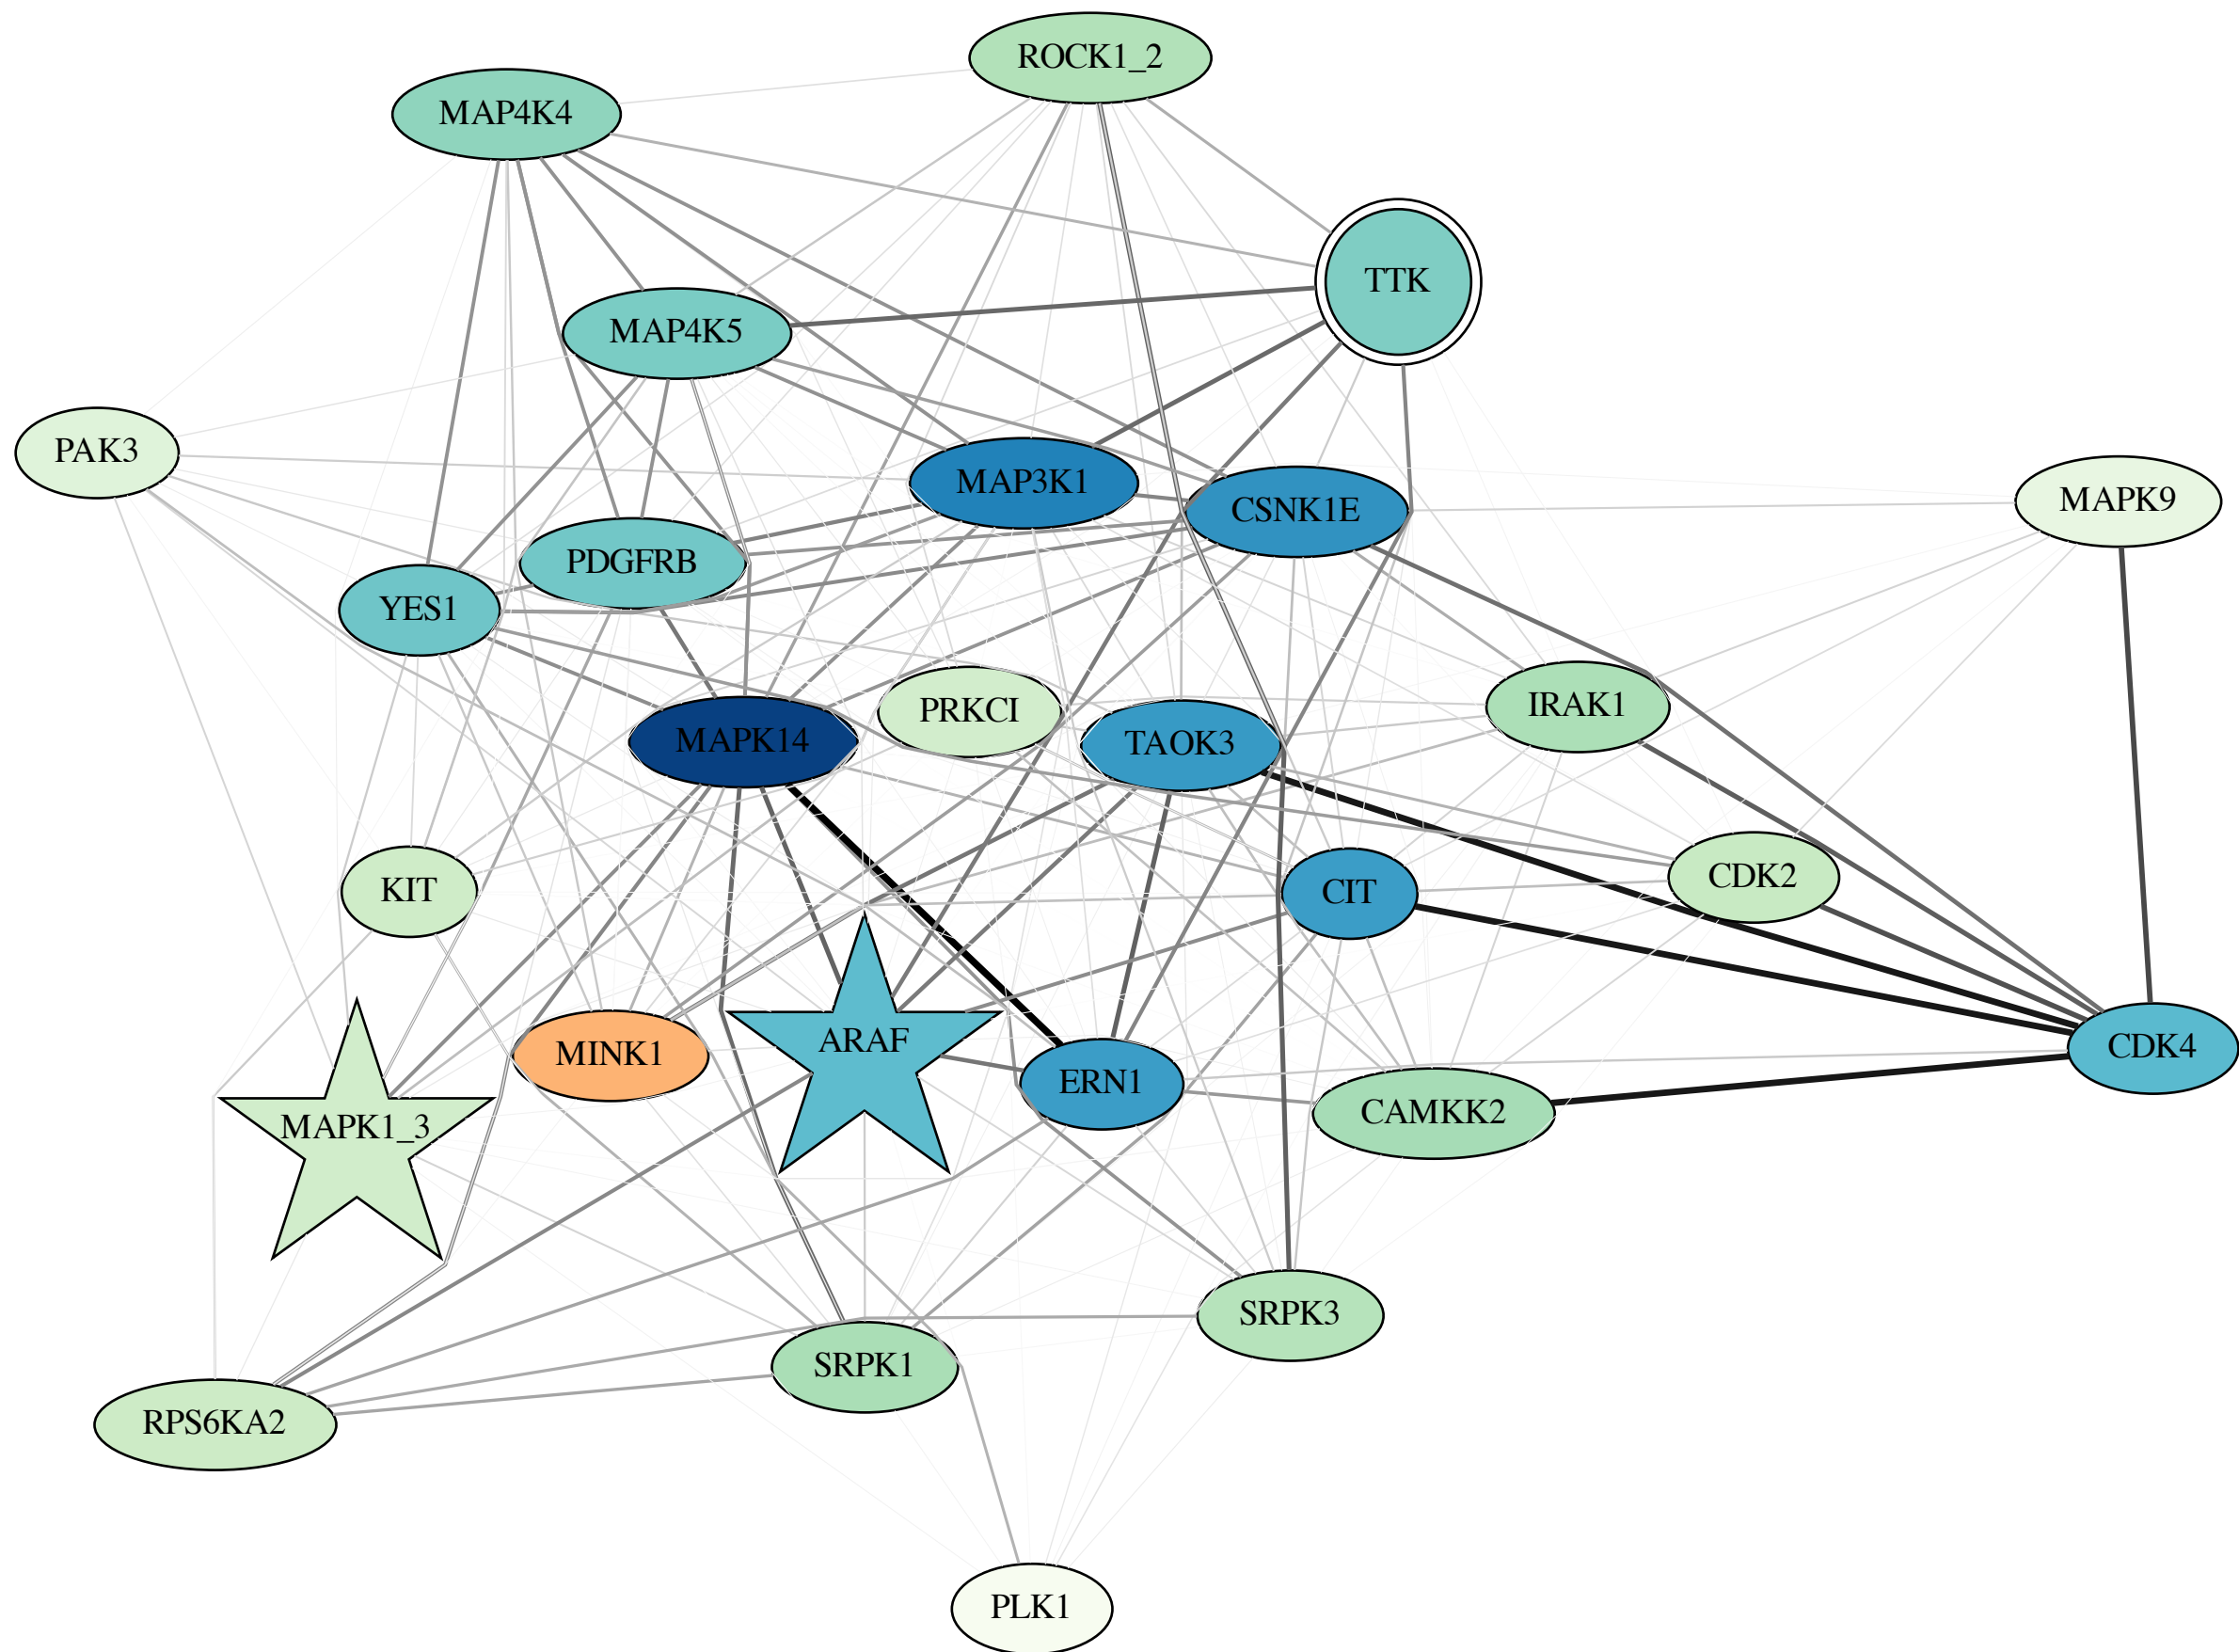 ROCK1_2
MAP4K4
TTK
MAP4K5
PAK3
MAP3K1
MAPK9
CSNK1E
PDGFRB
YES1
IRAK1
PRKCI
MAPK14
TAOK3
CDK2
KIT
CIT
ARAF
CDK4
MINK1
ERN1
CAMKK2
MAPK1_3
SRPK3
SRPK1
RPS6KA2
PLK1